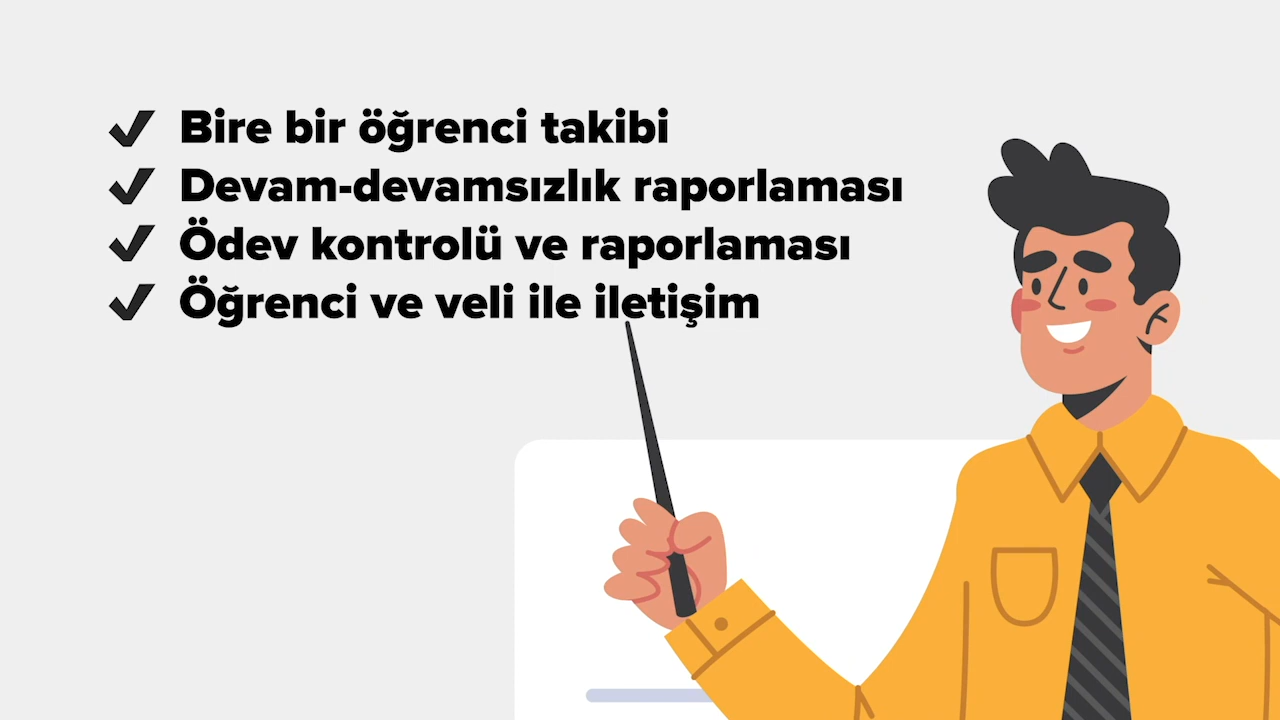 Bire bir öğrenci takibi
Devam-devamsızlık raporlaması
Ödev kontrolü ve raporlaması
Öğrenci ve veli ile iletişim